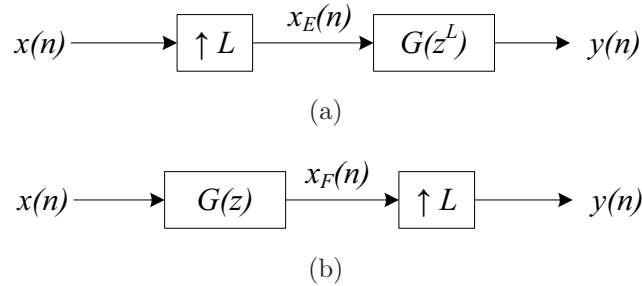 x(n) ↑ L x_E(n) G(z^L) y(n)
(a)
x(n) G(z) x_F(n) ↑ L y(n)
(b)